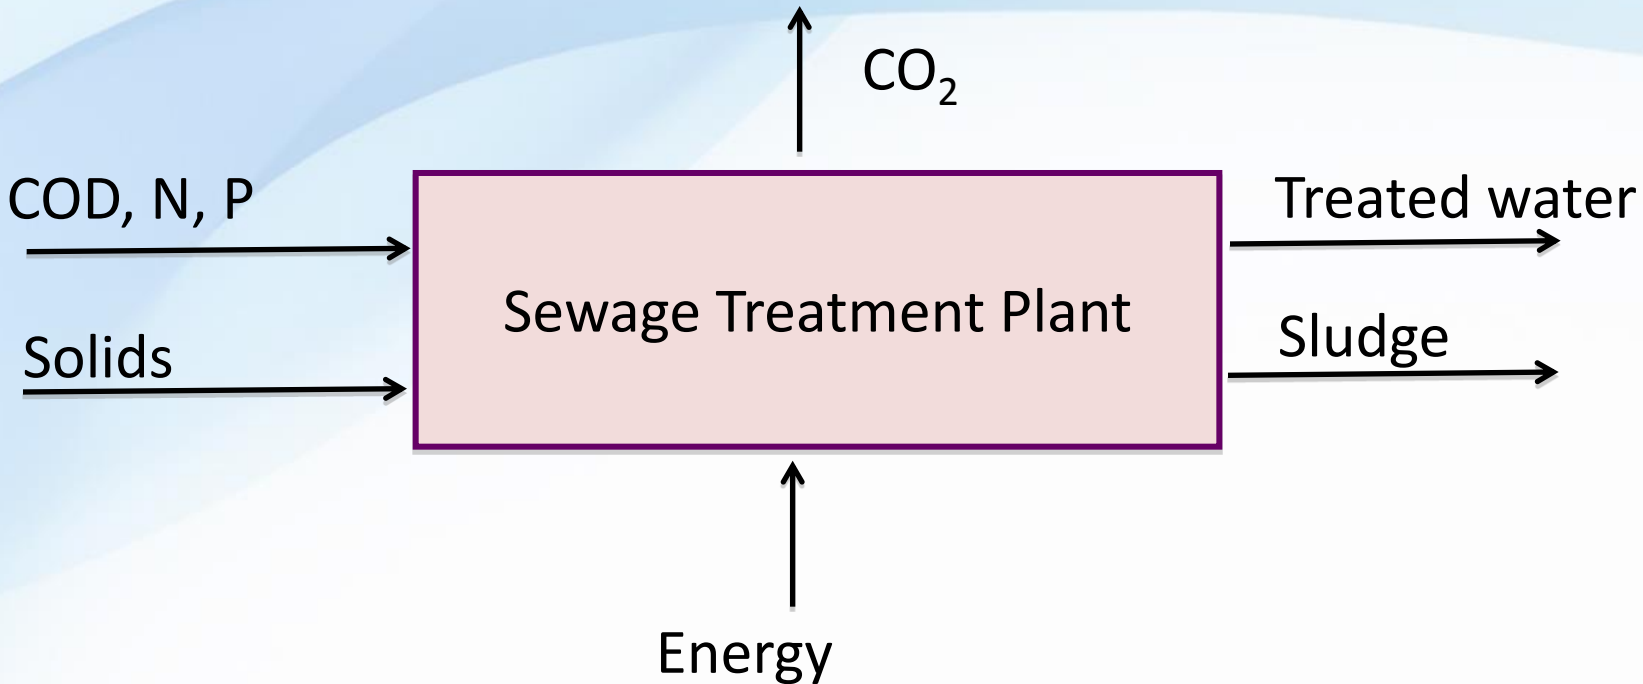 CO₂
COD, N, P
Treated water
Sewage Treatment Plant
Solids
Sludge
Energy